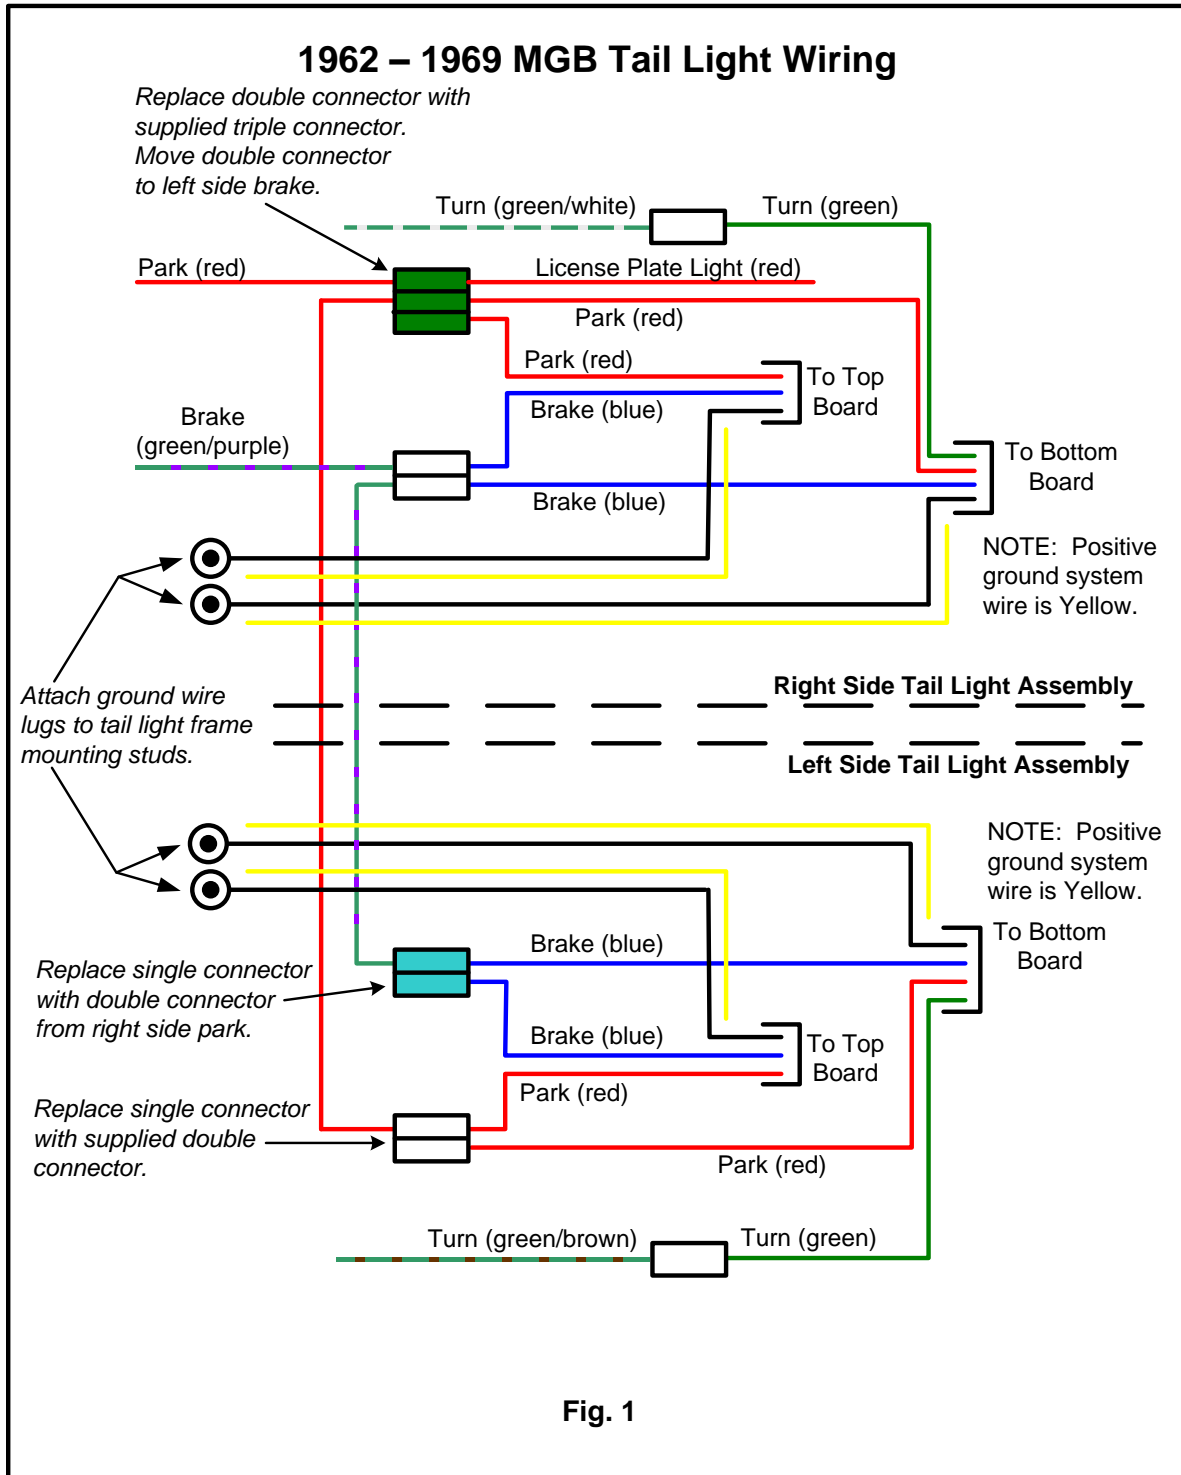 1962 – 1969 MGB Tail Light Wiring
Replace double connector with
supplied triple connector.
Move double connector
to left side brake.
Turn (green/white)
Turn (green)
Park (red)
License Plate Light (red)
Park (red)
Park (red)
To Top
Board
Brake (blue)
Brake
(green/purple)
To Bottom
Board
Brake (blue)
NOTE:  Positive
ground system
wire is Yellow.
Attach ground wire
lugs to tail light frame
mounting studs.
Right Side Tail Light Assembly
Left Side Tail Light Assembly
NOTE:  Positive
ground system
wire is Yellow.
To Bottom
Board
Brake (blue)
Replace single connector
with double connector
from right side park.
Brake (blue)
To Top
Board
Park (red)
Replace single connector
with supplied double
connector.
Park (red)
Turn (green/brown)
Turn (green)
Fig. 1